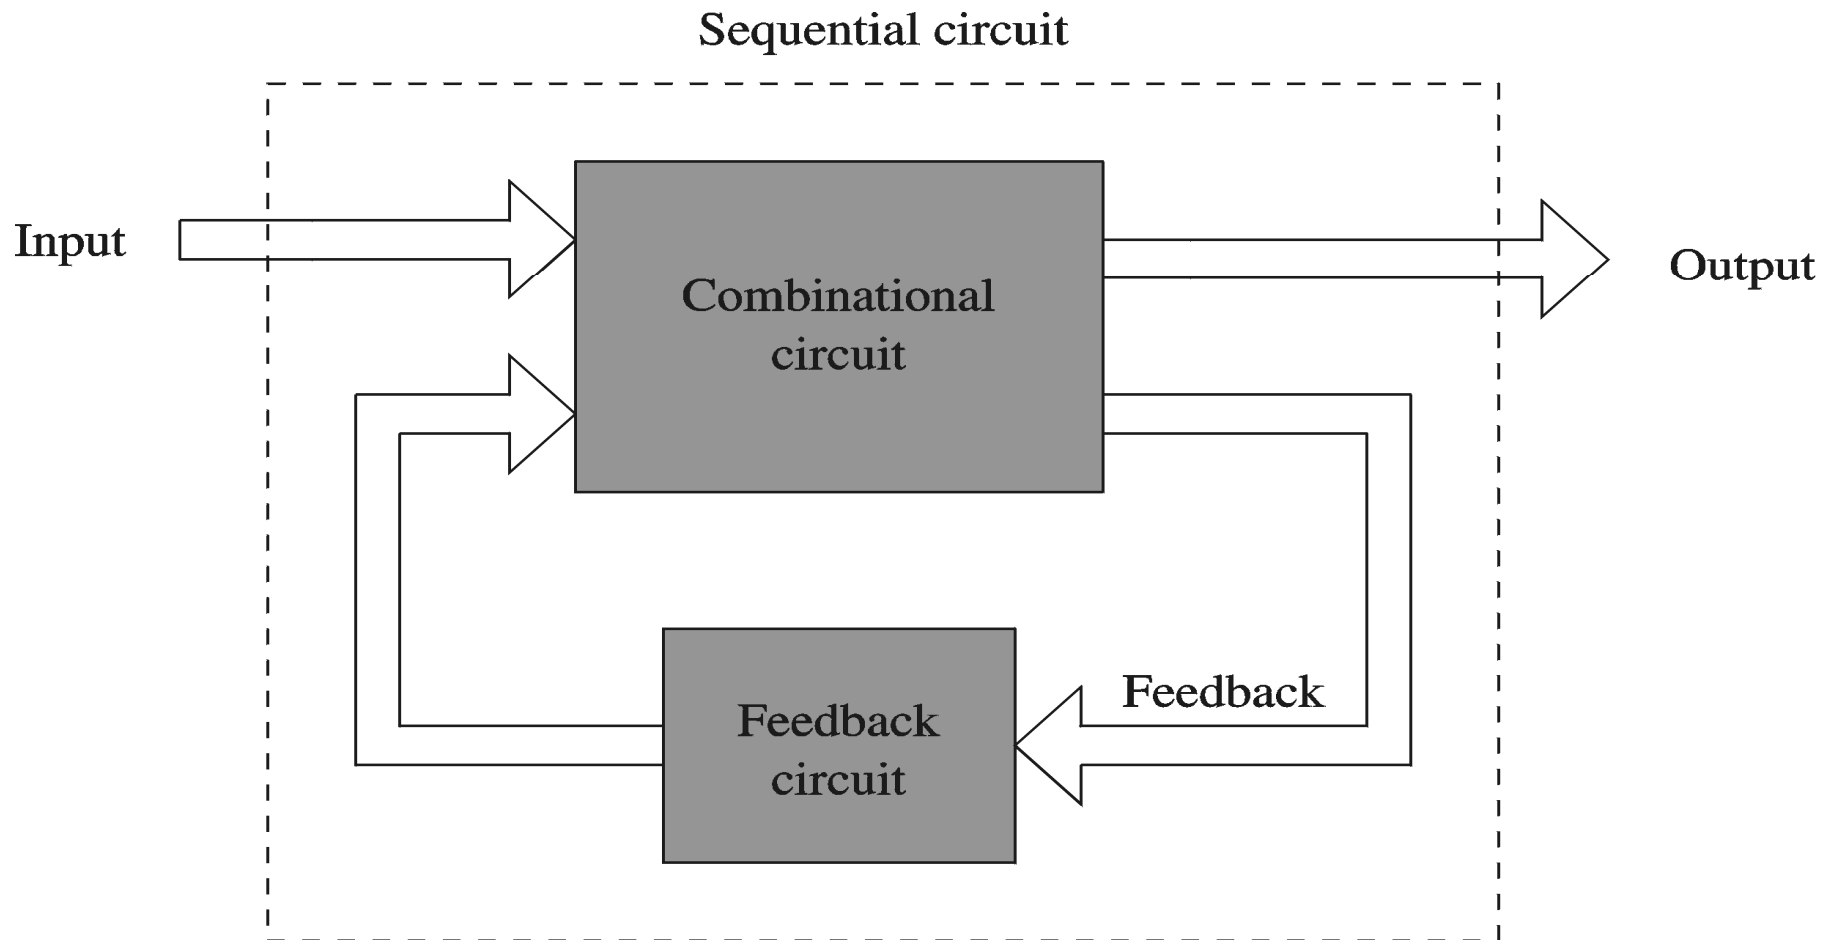 Sequential circuit
Input
Combinational
circuit
Output
Feedback
Feedback
circuit